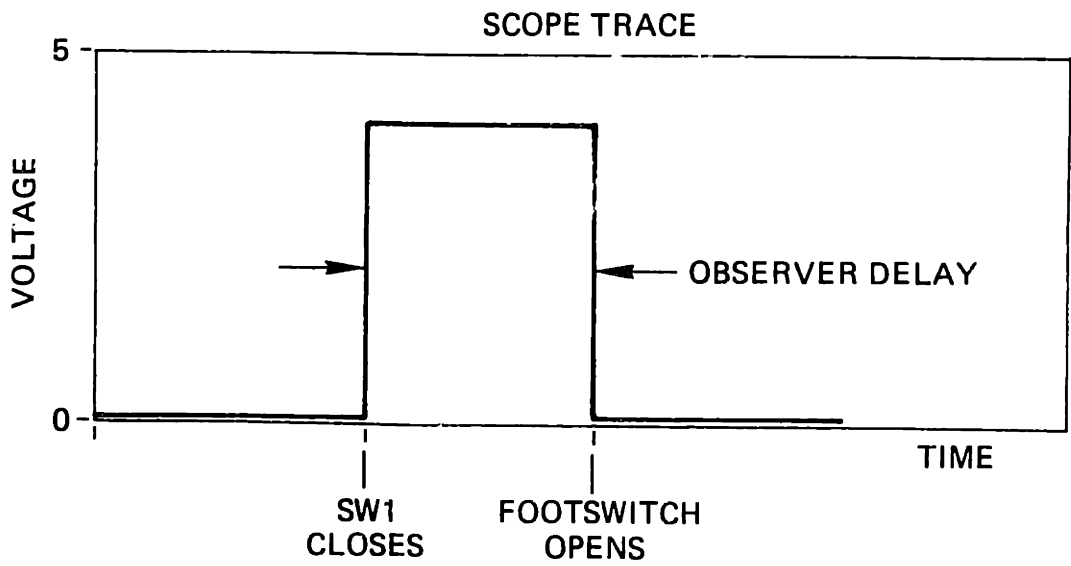 SCOPE TRACE
5
VOLTAGE
OBSERVER DELAY
0
TIME
SW1
CLOSES
FOOTSWITCH
OPENS